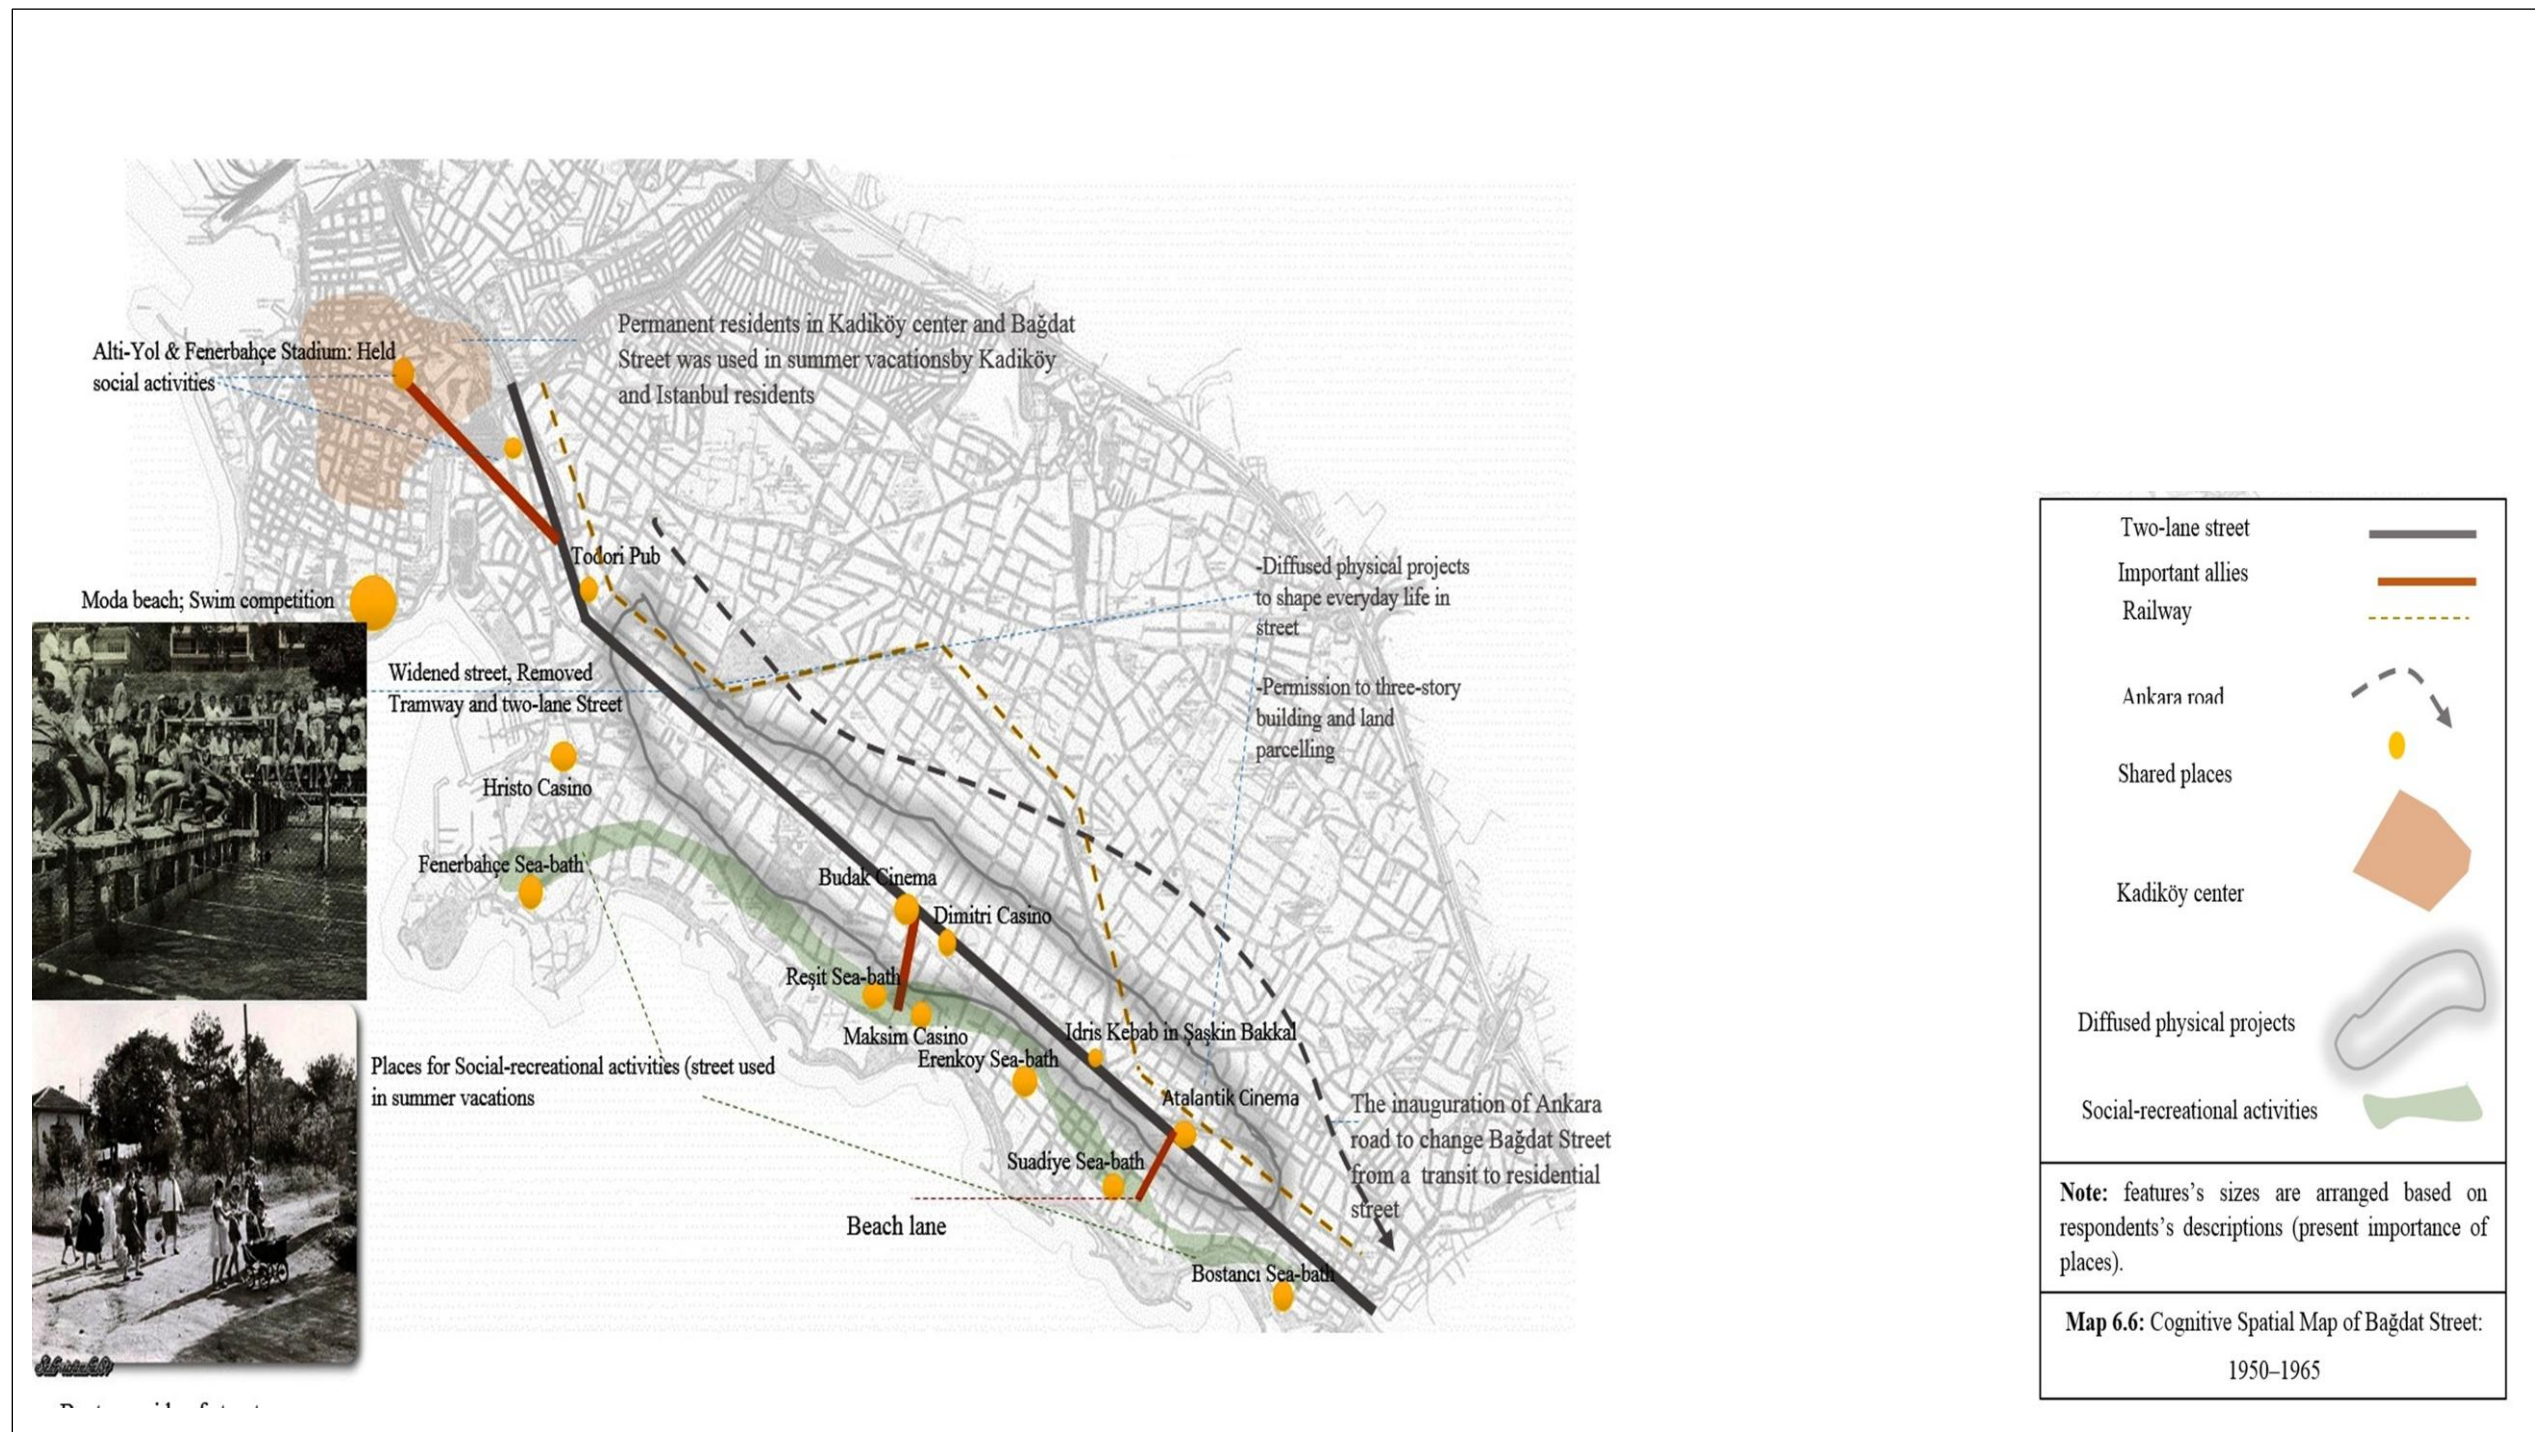 Alti-Yol & Fenerbahçe Stadium: Held
social activities
Permanent residents in Kadiköy center and Bağdat
Street was used in summer vacationsby Kadiköy
and Istanbul residents
Todori Pub
Moda beach; Swim competition
-Diffused physical projects
to shape everyday life in
street
-Permission to three-story
building and land
parcelling
Widened street, Removed
Tramway and two-lane Street
Hristo Casino
Fenerbahçe Sea-bath
Budak Cinema
Dimitri Casino
Reşit Sea-bath
Maksim Casino
Idris Kebab in Şaşkin Bakkal
Erenkoy Sea-bath
Places for Social-recreational activities (street used
in summer vacations
Atalantik Cinema
The inauguration of Ankara
road to change Bağdat Street
from a transit to residential
street
Suadiye Sea-bath
Beach lane
Bostancı Sea-bath
Two-lane street
Important allies
Railway
Ankara road
Shared places
Kadiköy center
Diffused physical projects
Social-recreational activities
Note: features's sizes are arranged based on
respondents's descriptions (present importance of
places).
Map 6.6: Cognitive Spatial Map of Bağdat Street:
1950–1965